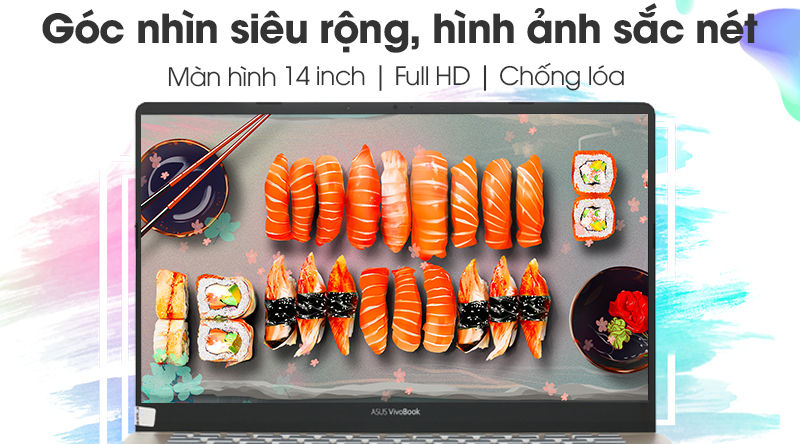 Góc nhìn siêu rộng, hình ảnh sắc nét
Màn hình 14 inch | Full HD | Chống lóa
ASUS VivoBook